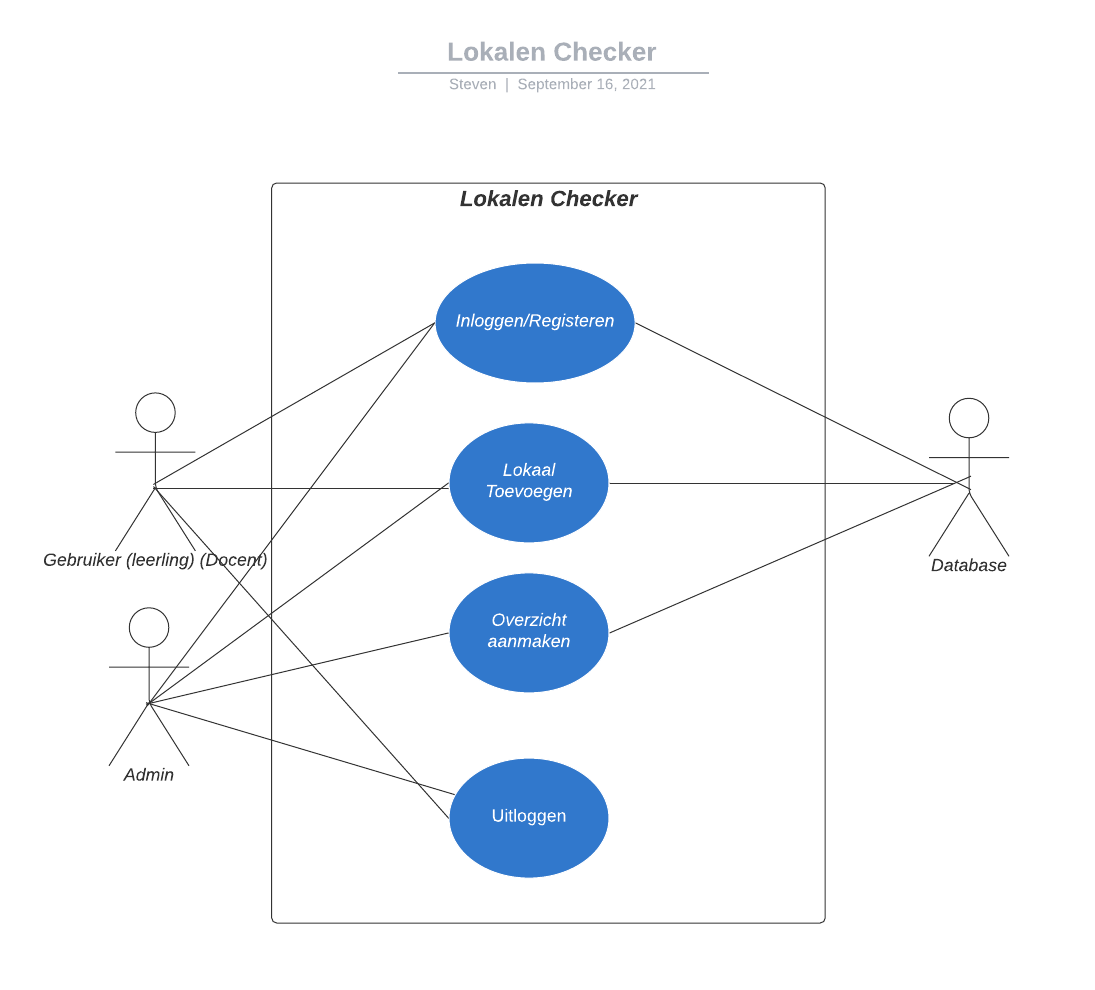 Lokalen Checker
Steven | September 16, 2021
Lokalen Checker
Inloggen/Registeren
Lokaal
Toevoegen
Gebruiker (leerling) (Docent)
Database
Overzicht
aanmaken
Admin
Uitloggen